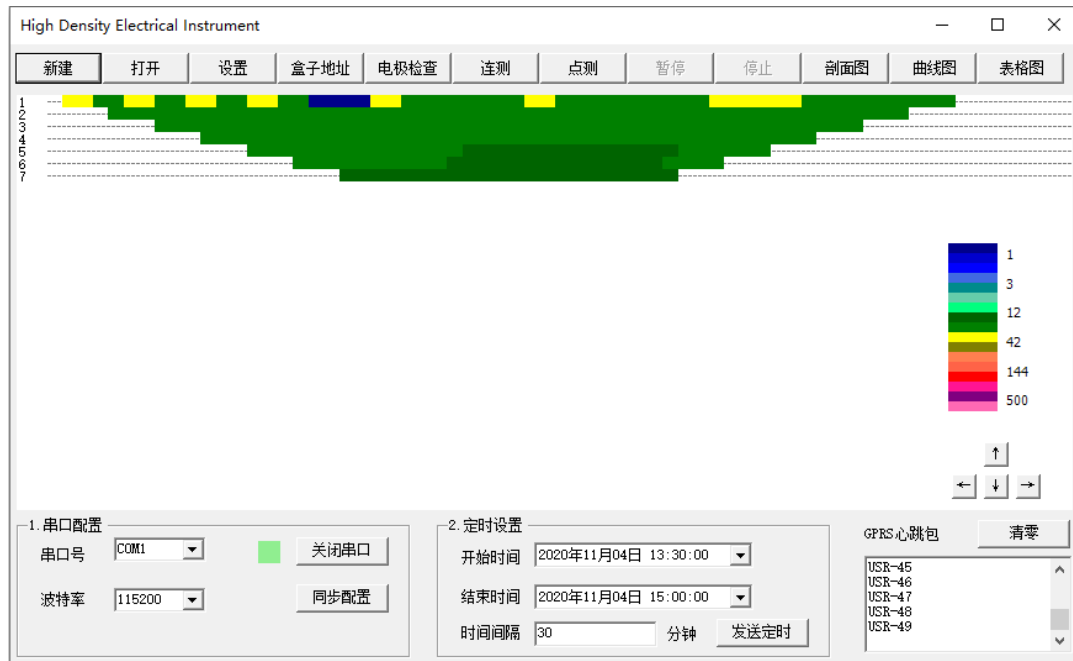 High Density Electrical Instrument
新建 打开 设置 盒子地址 电极检查 连测 点测 暂停 停止 剖面图 曲线图 表格图
1
2
3
4
5
6
7
1
3
12
42
144
500
↑
← ↓ →
1.串口配置
串口号 COM1 关闭串口
波特率 115200 同步配置
2.定时设置
开始时间 2020年11月04日 13:30:00
结束时间 2020年11月04日 15:00:00
时间间隔 30 分钟 发送定时
GPRS心跳包 清零
USR-45
USR-46
USR-47
USR-48
USR-49